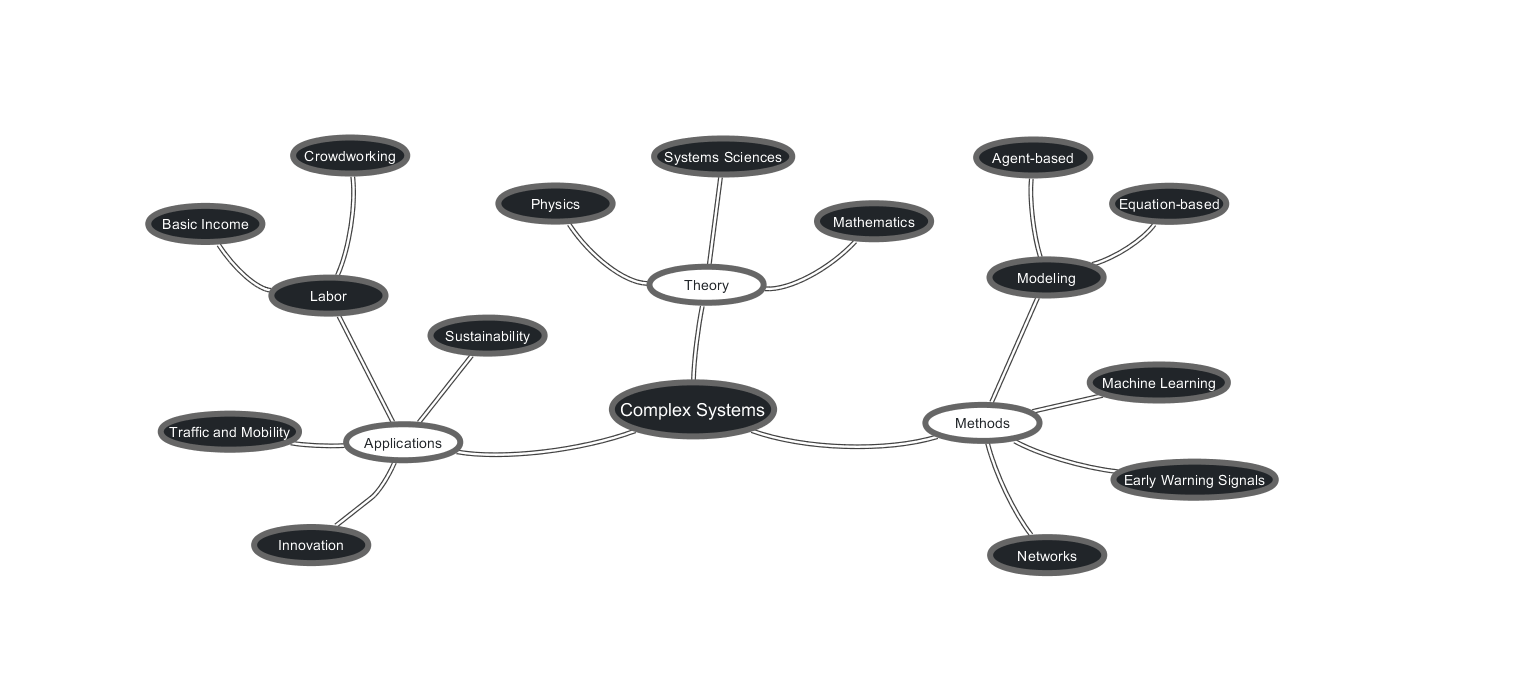 Crowdworking
Systems Sciences
Agent-based
Basic Income
Physics
Mathematics
Equation-based
Labor
Theory
Modeling
Sustainability
Complex Systems
Machine Learning
Traffic and Mobility
Applications
Methods
Early Warning Signals
Innovation
Networks